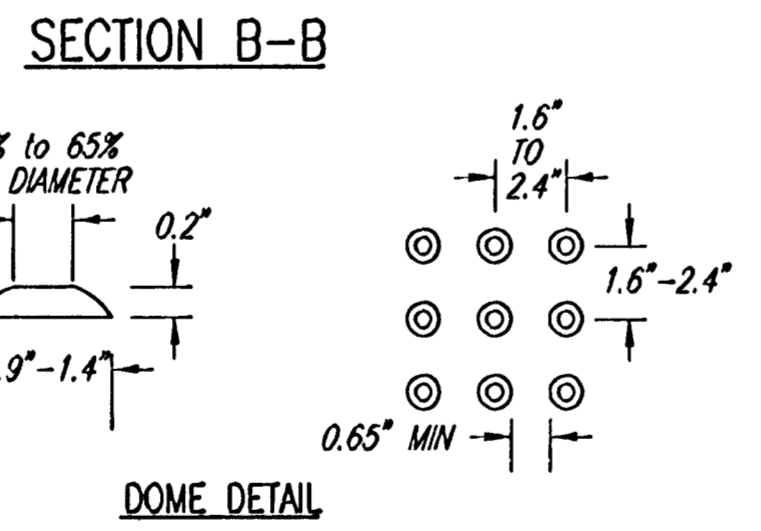 SECTION B-B
% to 65%
DIAMETER
0.2"
.9"-1.4"
1.6"
TO
2.4"
1.6"-2.4"
0.65" MIN
DOME DETAIL